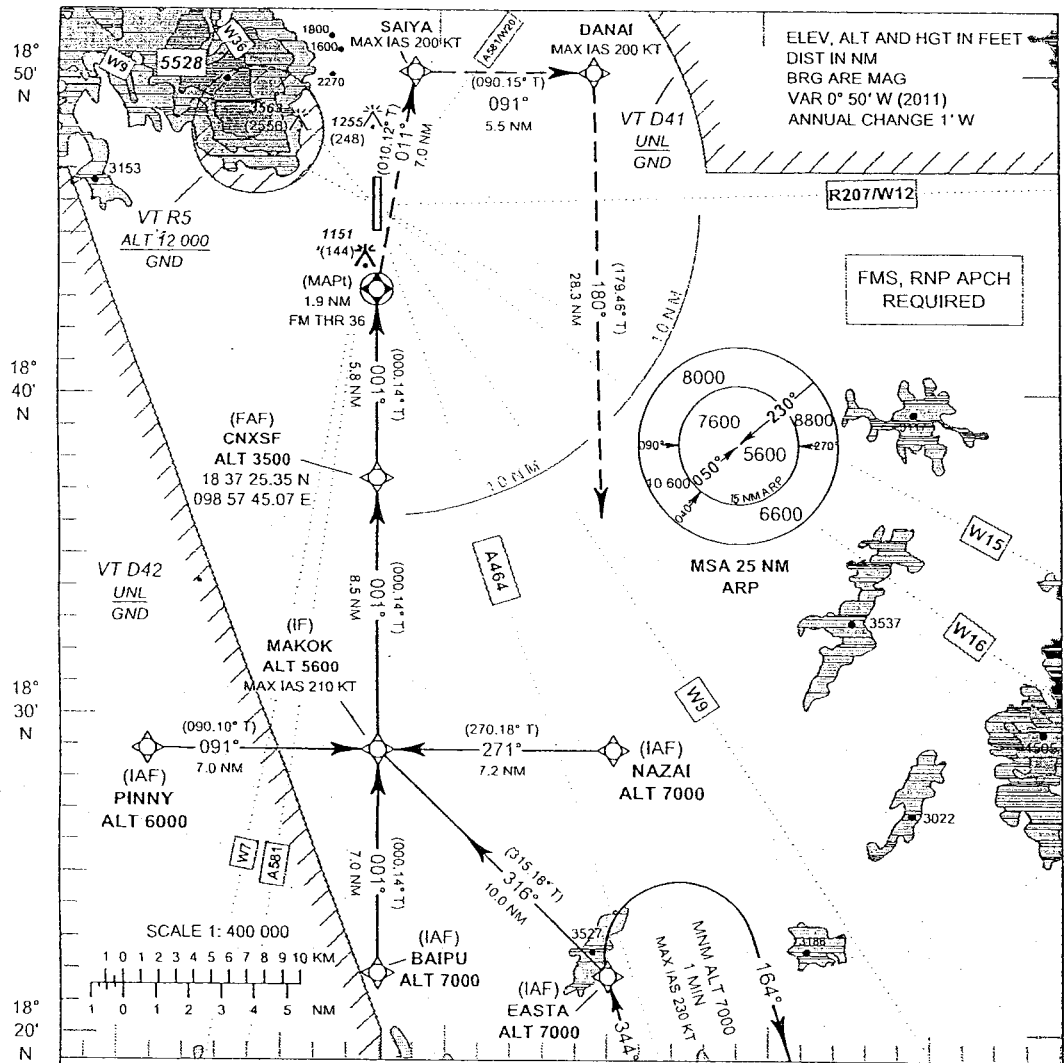 18°
50'
N
W9
W36
5528
1800
1600
2270
SAIYA
MAX IAS 200 KT
A581/W20
DANAI
MAX IAS 200 KT
(090.15° T)
091°
5.5 NM
ELEV, ALT AND HGT IN FEET
DIST IN NM
BRG ARE MAG
VAR 0° 50' W (2011)
ANNUAL CHANGE 1' W
1255
(248)
(010.12° T)
011°
7.0 NM
VT D41
UNL
GND
3153
VT R5
ALT 12 000
GND
R207/W12
1151
(144)
(MAPt)
1.9 NM
FM THR 36
(179.46° T)
180°
28.3 NM
10 NM
FMS, RNP APCH
REQUIRED
18°
40'
N
(000.14° T)
001°
5.8 NM
(FAF)
CNXSF
ALT 3500
18 37 25.35 N
098 57 45.07 E
10 NM
8000
7600
230°
8800
090°
270°
050°
5600
10 600
15 NM ARP
040°
6600
MSA 25 NM
ARP
W15
VT D42
UNL
GND
(000.14° T)
001°
8.5 NM
A464
3537
W16
(IF)
MAKOK
ALT 5600
MAX IAS 210 KT
W9
18°
30'
N
(090.10° T)
091°
7.0 NM
(270.18° T)
271°
7.2 NM
4505
(IAF)
PINNY
ALT 6000
(IAF)
NAZAI
ALT 7000
3022
W7
A581
(000.14° T)
001°
7.0 NM
(315.18° T)
316°
10.0 NM
SCALE 1: 400 000
1 0 1 2 3 4 5 6 7 8 9 10 KM
1 0 1 2 3 4 5 NM
(IAF)
BAIPU
ALT 7000
3527
MNM ALT 7000
1 MIN
MAX IAS 230 KT
164°
3186
(IAF)
EASTA
ALT 7000
344°
18°
20'
N